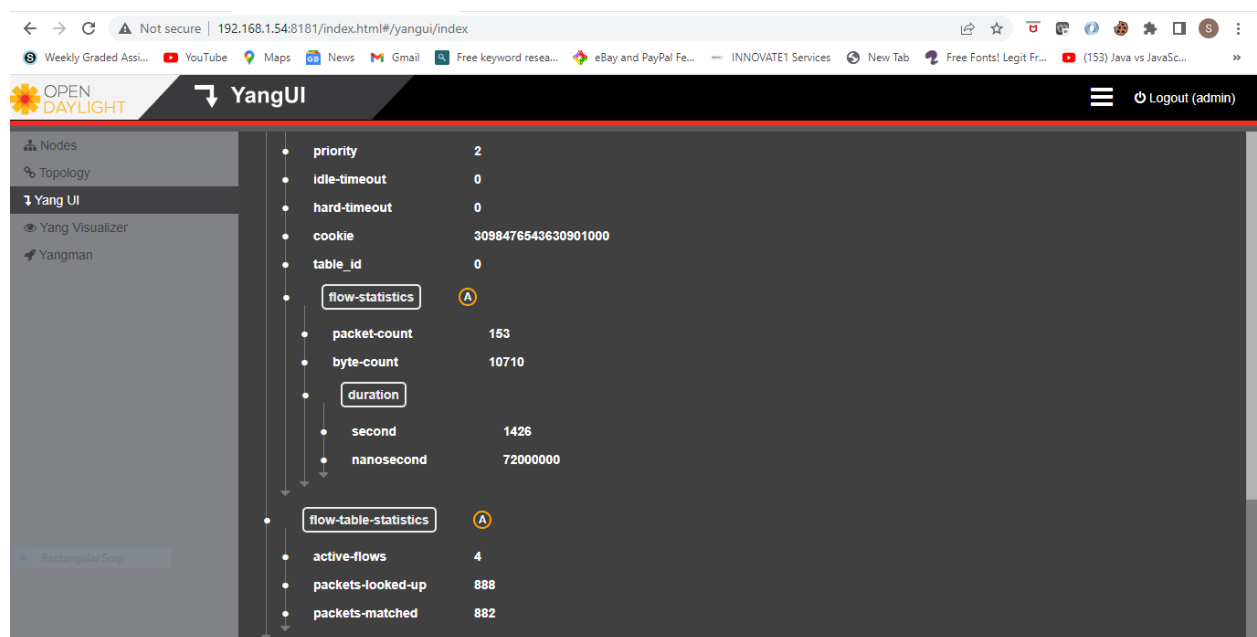 Not secure | 192.168.1.54:8181/index.html#/yangui/index S
Weekly Graded Assi... YouTube Maps News Gmail Free keyword resea... eBay and PayPal Fe... INNOVATE1 Services New Tab Free Fonts! Legit Fr... (153) Java vs JavaSc... »
OPEN
DAYLIGHT
YangUI
Logout (admin)
Nodes
Topology
Yang UI
Yang Visualizer
Yangman
Rectangular Snip
priority 2
idle-timeout 0
hard-timeout 0
cookie 3098476543630901000
table_id 0
flow-statistics A
packet-count 153
byte-count 10710
duration
second 1426
nanosecond 72000000
flow-table-statistics A
active-flows 4
packets-looked-up 888
packets-matched 882